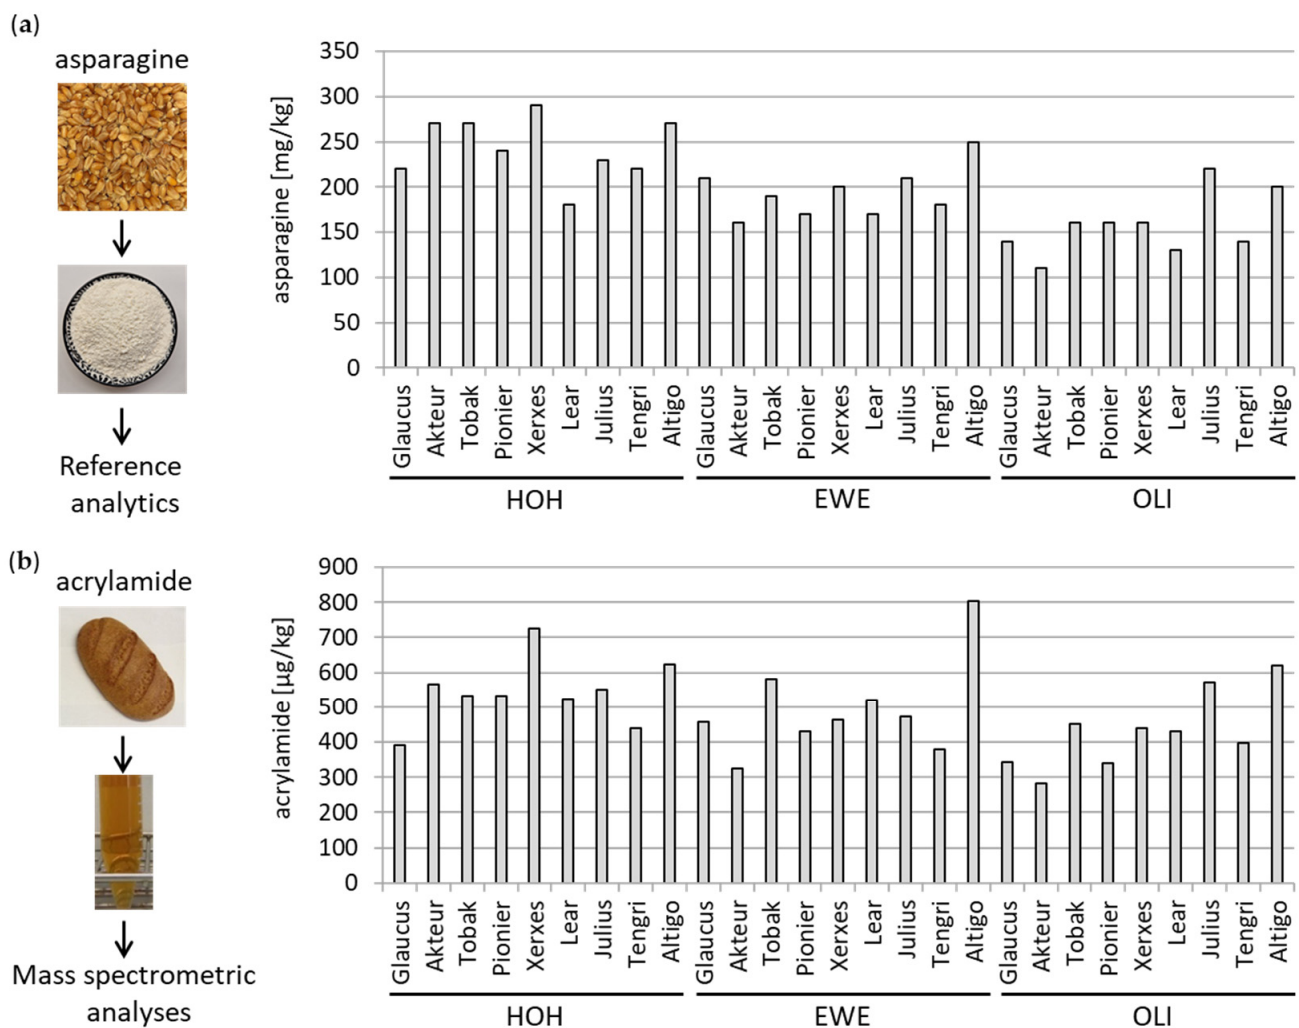 (a)
asparagine
Reference
analytics
asparagine [mg/kg]
350
300
250
200
150
100
50
0
Glaucus
Akteur
Tobak
Pionier
Xerxes
Lear
Julius
Tengri
Altigo
Glaucus
Akteur
Tobak
Pionier
Xerxes
Lear
Julius
Tengri
Altigo
Glaucus
Akteur
Tobak
Pionier
Xerxes
Lear
Julius
Tengri
Altigo
HOH
EWE
OLI
(b)
acrylamide
Mass spectrometric
analyses
acrylamide [µg/kg]
900
800
700
600
500
400
300
200
100
0
Glaucus
Akteur
Tobak
Pionier
Xerxes
Lear
Julius
Tengri
Altigo
Glaucus
Akteur
Tobak
Pionier
Xerxes
Lear
Julius
Tengri
Altigo
Glaucus
Akteur
Tobak
Pionier
Xerxes
Lear
Julius
Tengri
Altigo
HOH
EWE
OLI